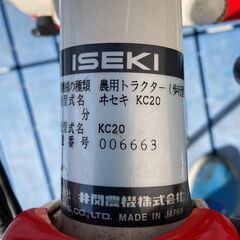 ISEKI
機械の種類 農用トラクター(歩行
型式名 ヰセキ KC20
分
型式名 KC20
番号 006663
井関農機株式会社
CO.,LTD. MADE IN JAPAN